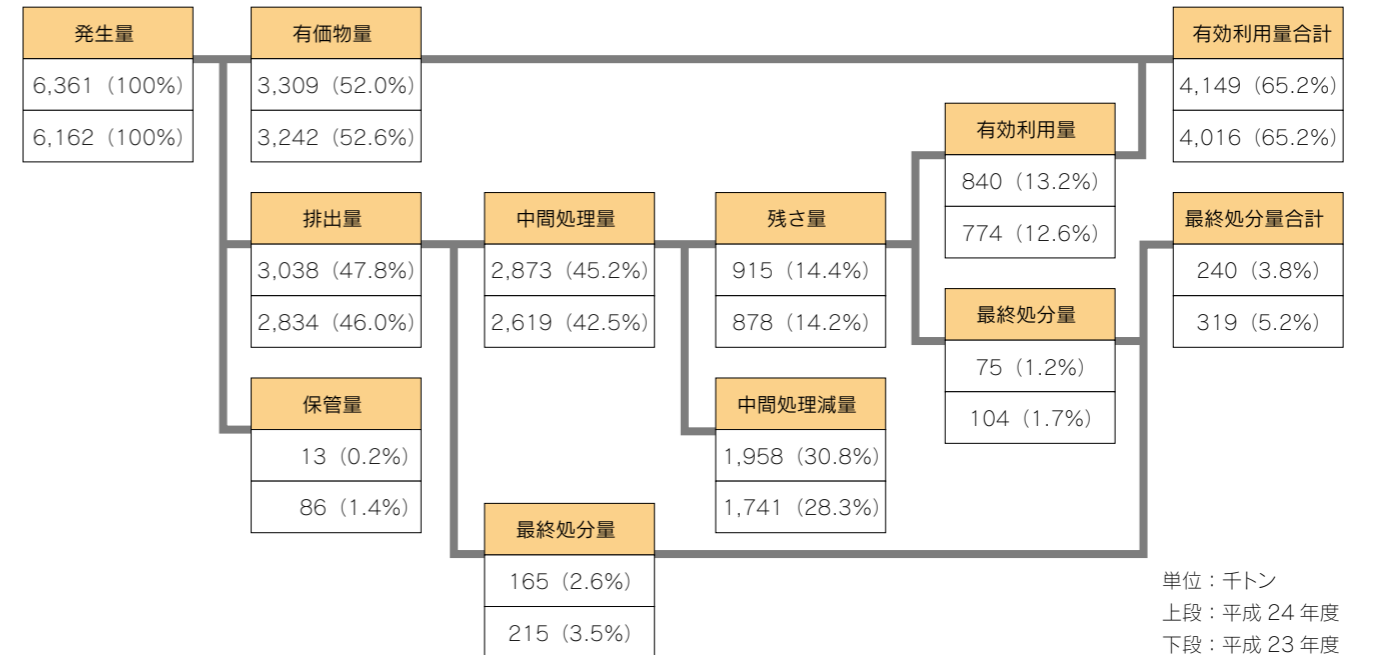 発生量
6,361（100%）
6,162（100%）
有価物量
3,309（52.0%）
3,242（52.6%）
有効利用量合計
4,149（65.2%）
4,016（65.2%）
有効利用量
840（13.2%）
774（12.6%）
排出量
3,038（47.8%）
2,834（46.0%）
中間処理量
2,873（45.2%）
2,619（42.5%）
残さ量
915（14.4%）
878（14.2%）
最終処分量合計
240（3.8%）
319（5.2%）
最終処分量
75（1.2%）
104（1.7%）
保管量
13（0.2%）
86（1.4%）
中間処理減量
1,958（30.8%）
1,741（28.3%）
最終処分量
165（2.6%）
215（3.5%）
単位：千トン
上段：平成 24 年度
下段：平成 23 年度